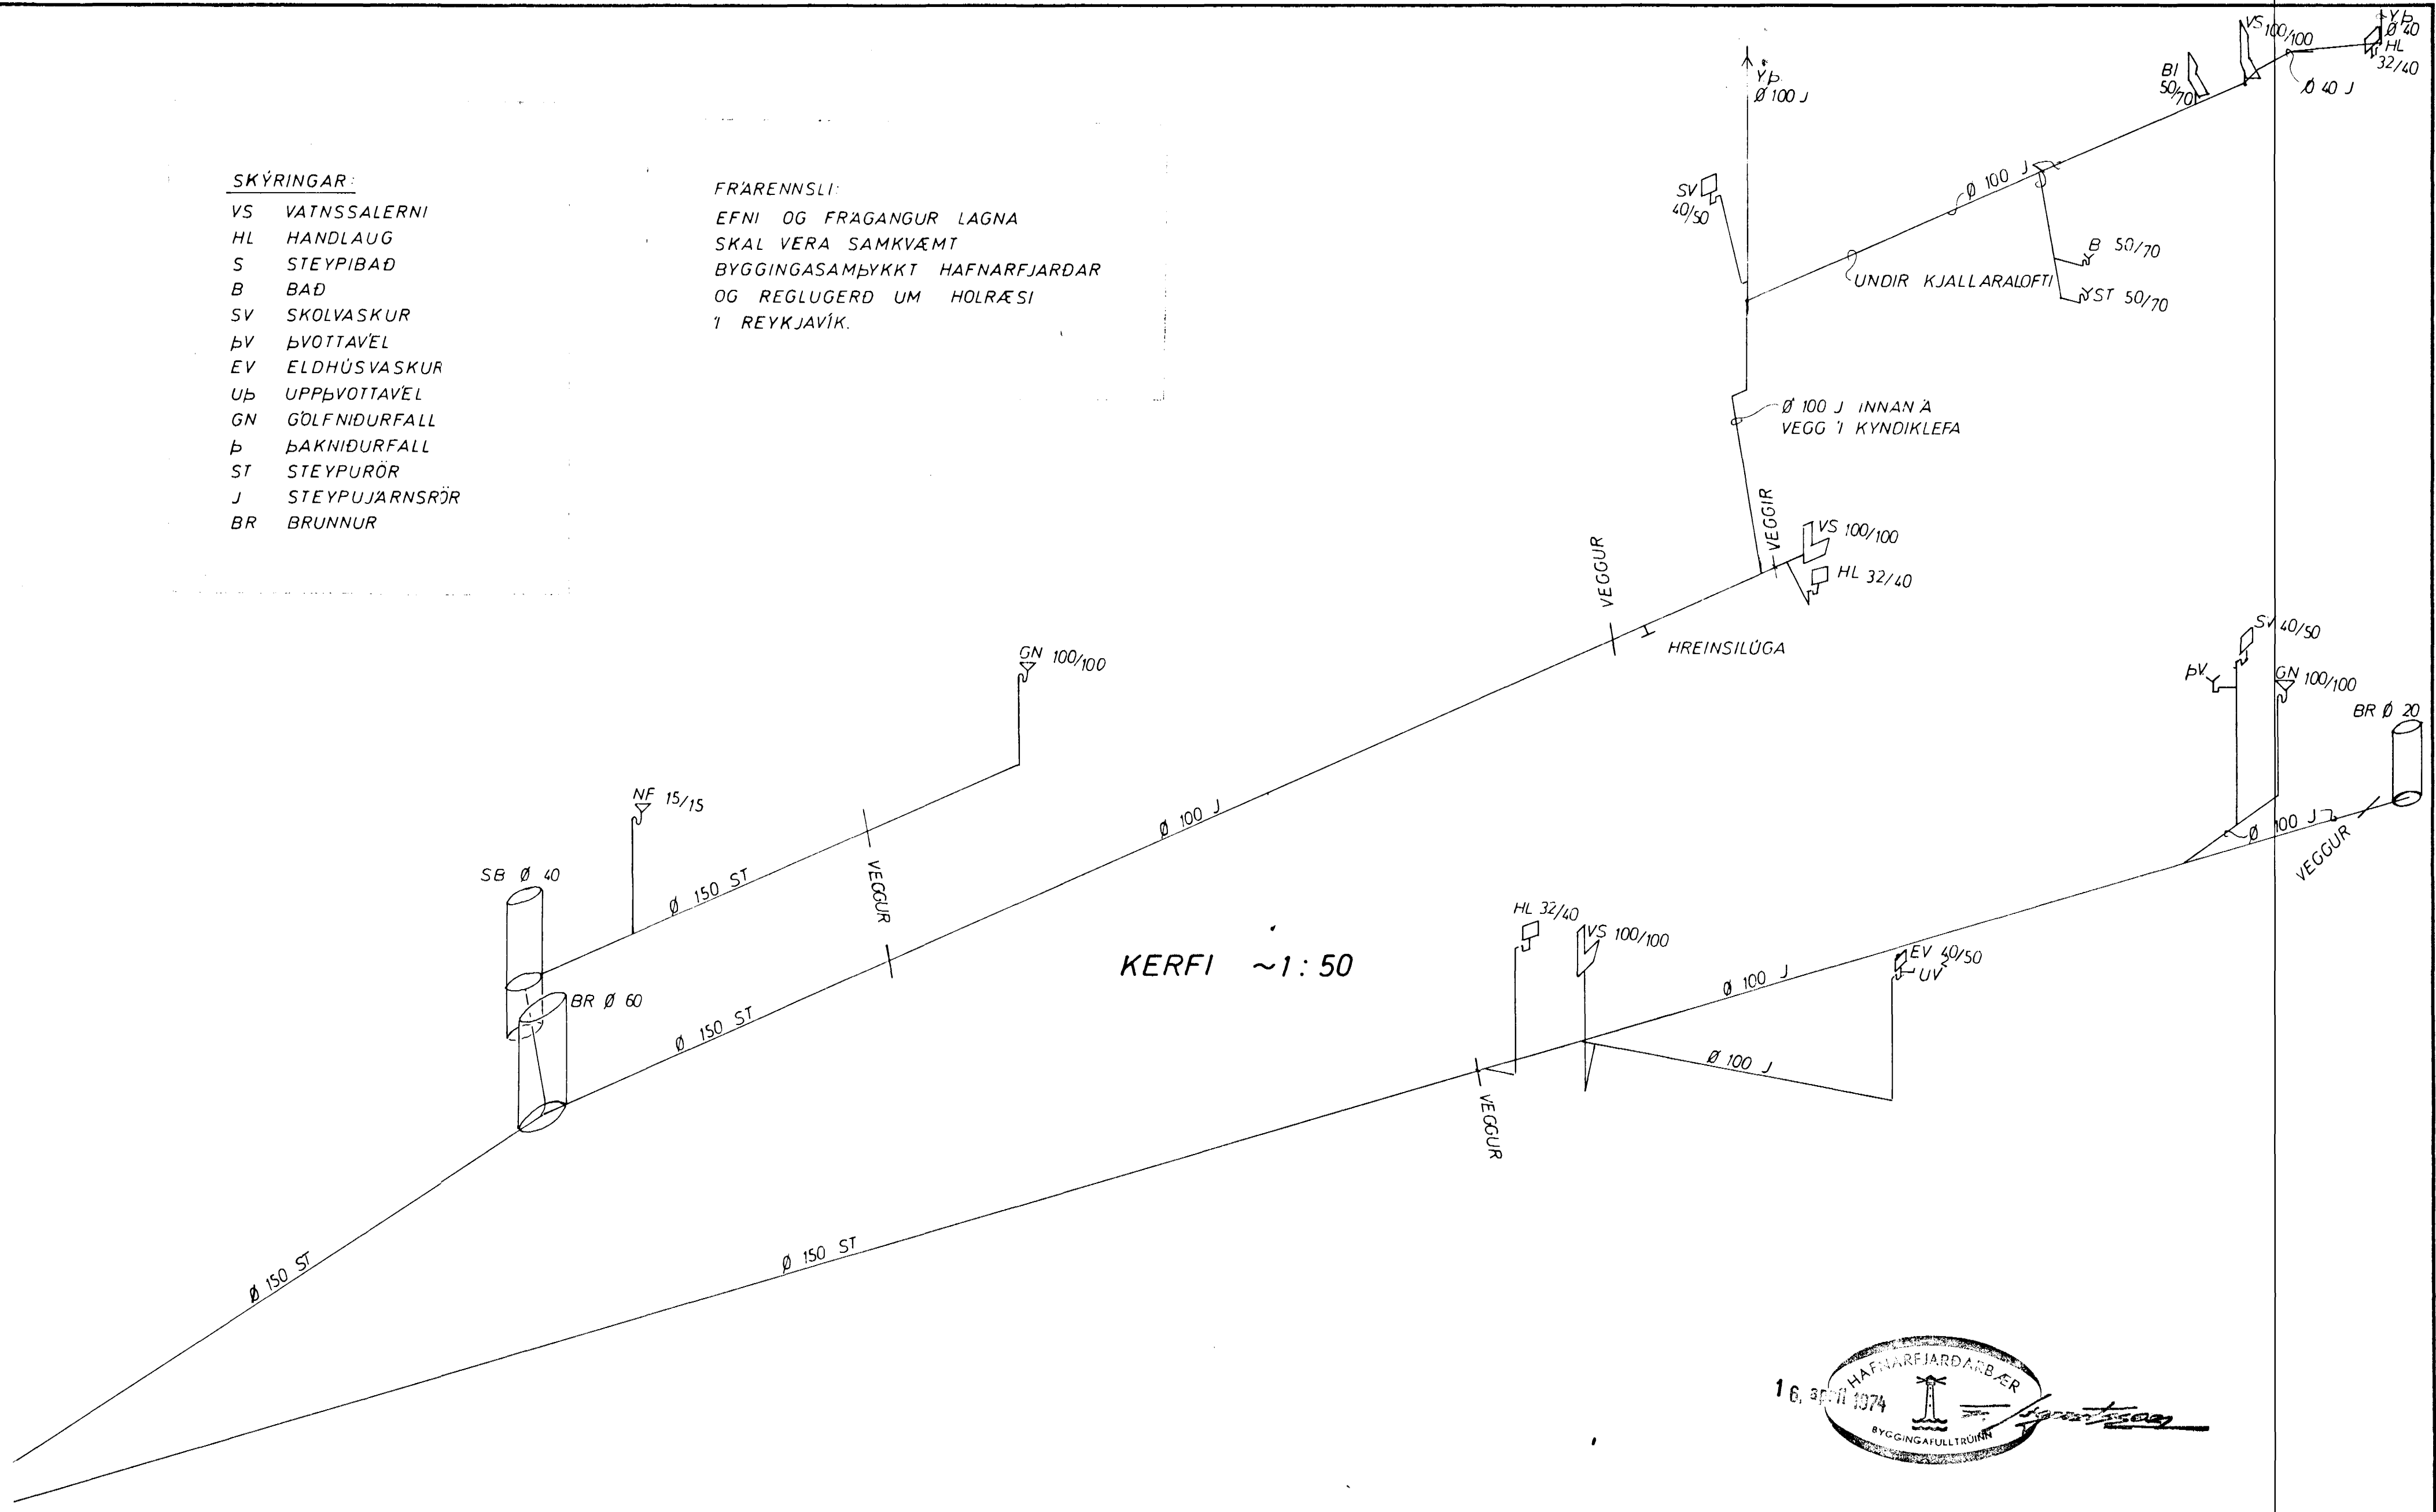 SKÝRINGAR:
VS VATNSSALERNI
HL HANDLAUG
S STEYPIBAÐ
B BAÐ
SV SKOLVASKUR
ÞV ÞVOTTAVÉL
EV ELDHÚSVASKUR
UÞ UPPÞVOTTAVÉL
GN GÓLFNIÐURFALL
Þ ÞAKNIÐURFALL
ST STEYPURÖR
J STEYPUJÁRNSRÖR
BR BRUNNUR
FRÁRENNSLI:
EFNI OG FRÁGANGUR LAGNA
SKAL VERA SAMKVÆMT
BYGGINGASAMÞYKKT HAFNARFJARÐAR
OG REGLUGERÐ UM HOLRÆSI
Í REYKJAVÍK.
ÝÞ
Ø 100 J
BI
50/70
VS 100/100
ÝÞ
Ø 40
HL
32/40
Ø 40 J
SV
40/50
Ø 100 J
B 50/70
ST 50/70
UNDIR KJALLARALOFTI
Ø 100 J INNAN Á
VEGG Í KYNDIKLEFA
VEGGUR
VEGGIR
VS 100/100
HL 32/40
HREINSILÚGA
GN 100/100
NF 15/15
SB Ø 40
Ø 150 ST
VEGGUR
Ø 100 J
BR Ø 60
Ø 150 ST
SV 40/50
ÞV
GN 100/100
BR Ø 20
Ø 100 J
VEGGUR
KERFI ~1:50
HL 32/40
VS 100/100
EV 40/50
UV
Ø 100 J
Ø 100 J
VEGGUR
Ø 150 ST
Ø 150 ST
HAFNARFJARÐARBÆR
16. apríl 1974
BYGGINGAFULLTRÚINN